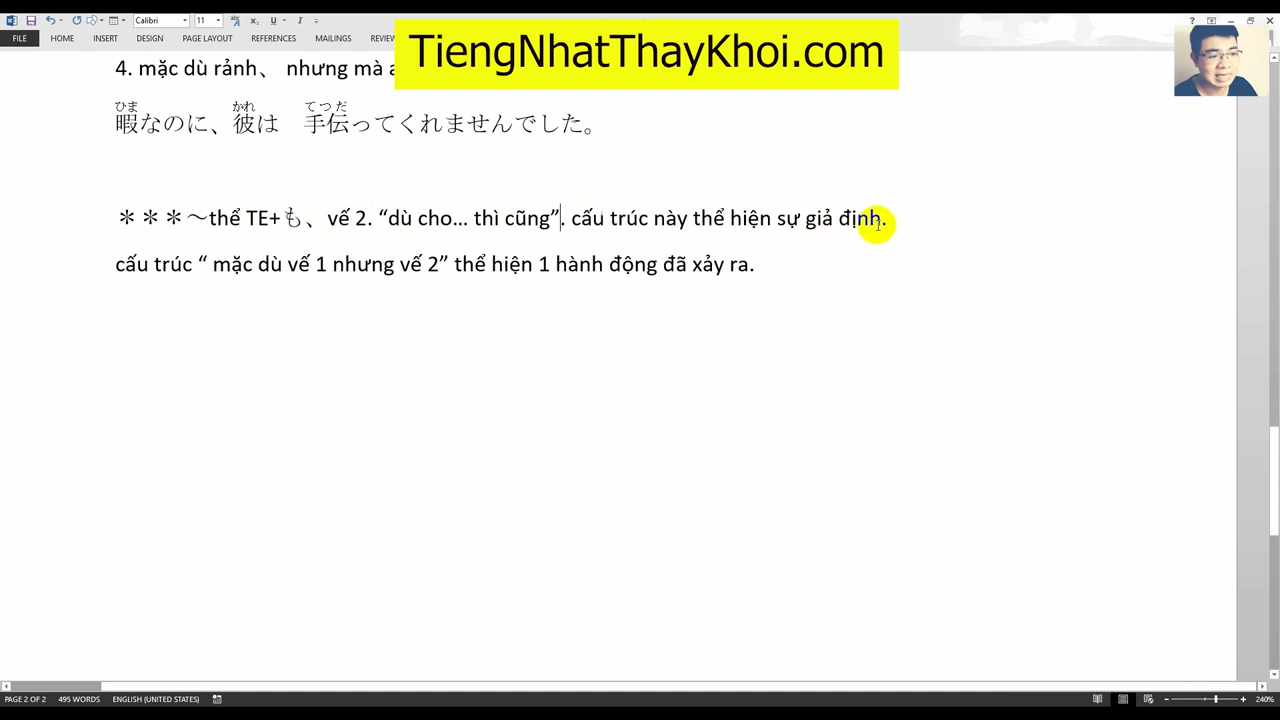 Calibri 11
FILE HOME INSERT DESIGN PAGE LAYOUT REFERENCES MAILINGS
TiengNhatThayKhoi.com
4. mặc dù rảnh、 nhưng mà
ひま かれ てつだ
暇なのに、彼は 手伝ってくれませんでした。
＊＊＊～thể TE+も、vế 2. “dù cho... thì cũng”. cấu trúc này thể hiện sự giả định.
cấu trúc “ mặc dù vế 1 nhưng vế 2” thể hiện 1 hành động đã xảy ra.
PAGE 2 OF 2 495 WORDS ENGLISH (UNITED STATES) 240%